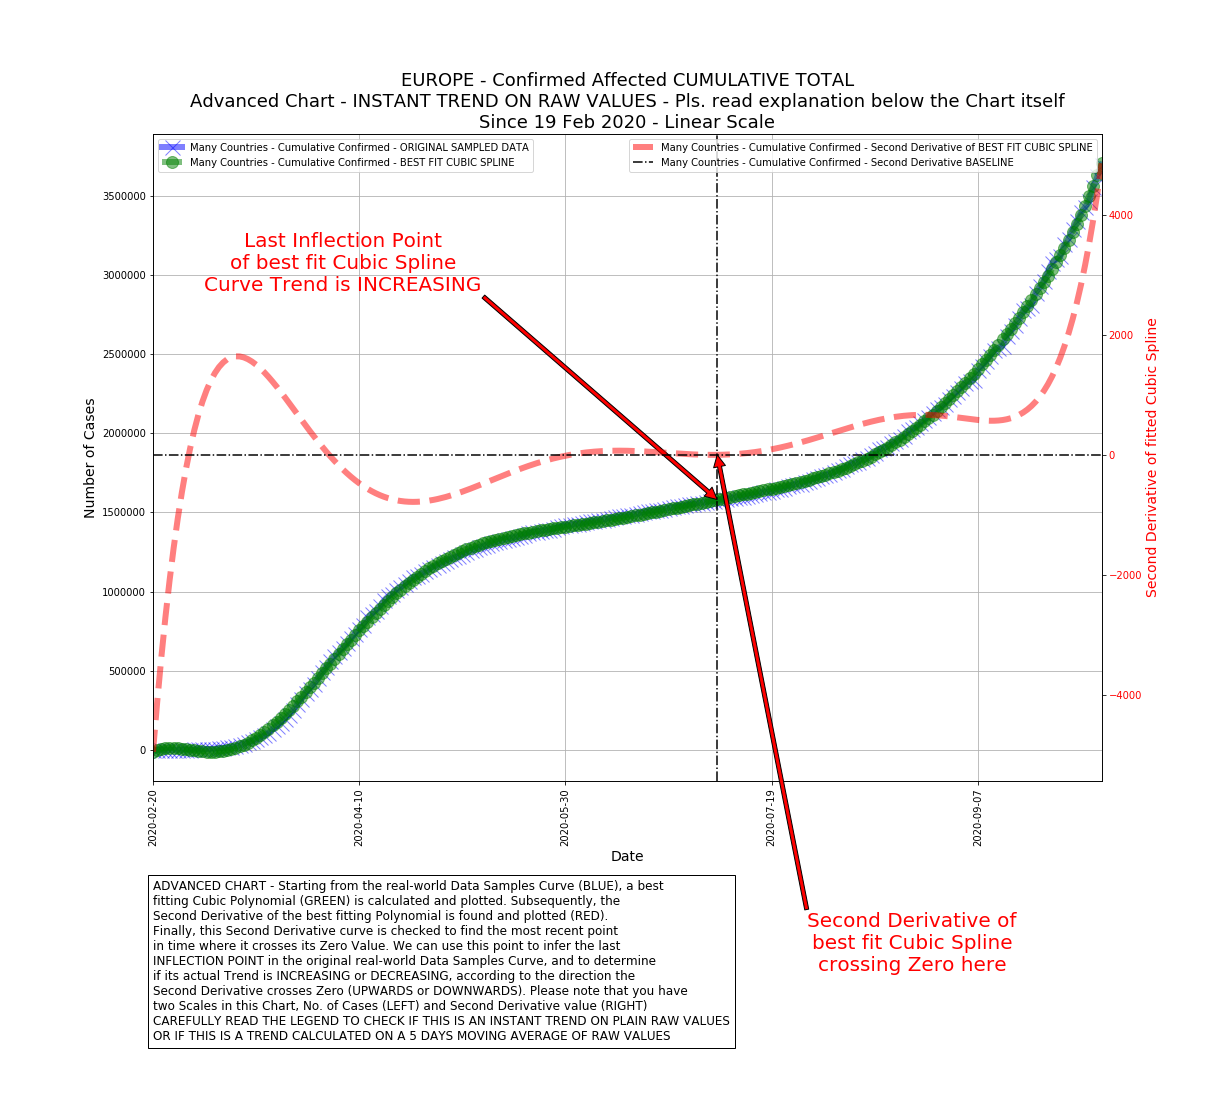 EUROPE - Confirmed Affected CUMULATIVE TOTAL
Advanced Chart - INSTANT TREND ON RAW VALUES - Pls. read explanation below the Chart itself
Since 19 Feb 2020 - Linear Scale
Many Countries - Cumulative Confirmed - ORIGINAL SAMPLED DATA
Many Countries - Cumulative Confirmed - BEST FIT CUBIC SPLINE
Many Countries - Cumulative Confirmed - Second Derivative of BEST FIT CUBIC SPLINE
Many Countries - Cumulative Confirmed - Second Derivative BASELINE
3500000
3000000
2500000
2000000
1500000
1000000
500000
0
Number of Cases
Last Inflection Point
of best fit Cubic Spline
Curve Trend is INCREASING
4000
2000
0
−2000
−4000
Second Derivative of fitted Cubic Spline
2020-02-20
2020-04-10
2020-05-30
2020-07-19
2020-09-07
Date
ADVANCED CHART - Starting from the real-world Data Samples Curve (BLUE), a best
fitting Cubic Polynomial (GREEN) is calculated and plotted. Subsequently, the
Second Derivative of the best fitting Polynomial is found and plotted (RED).
Finally, this Second Derivative curve is checked to find the most recent point
in time where it crosses its Zero Value. We can use this point to infer the last
INFLECTION POINT in the original real-world Data Samples Curve, and to determine
if its actual Trend is INCREASING or DECREASING, according to the direction the
Second Derivative crosses Zero (UPWARDS or DOWNWARDS). Please note that you have
two Scales in this Chart, No. of Cases (LEFT) and Second Derivative value (RIGHT)
CAREFULLY READ THE LEGEND TO CHECK IF THIS IS AN INSTANT TREND ON PLAIN RAW VALUES
OR IF THIS IS A TREND CALCULATED ON A 5 DAYS MOVING AVERAGE OF RAW VALUES
Second Derivative of
best fit Cubic Spline
crossing Zero here